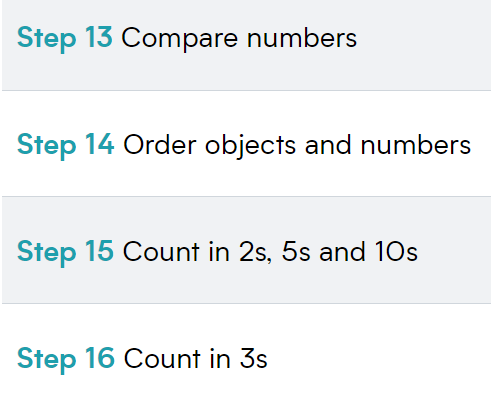 Step 13 Compare numbers
Step 14 Order objects and numbers
Step 15 Count in 2s, 5s and 10s
Step 16 Count in 3s